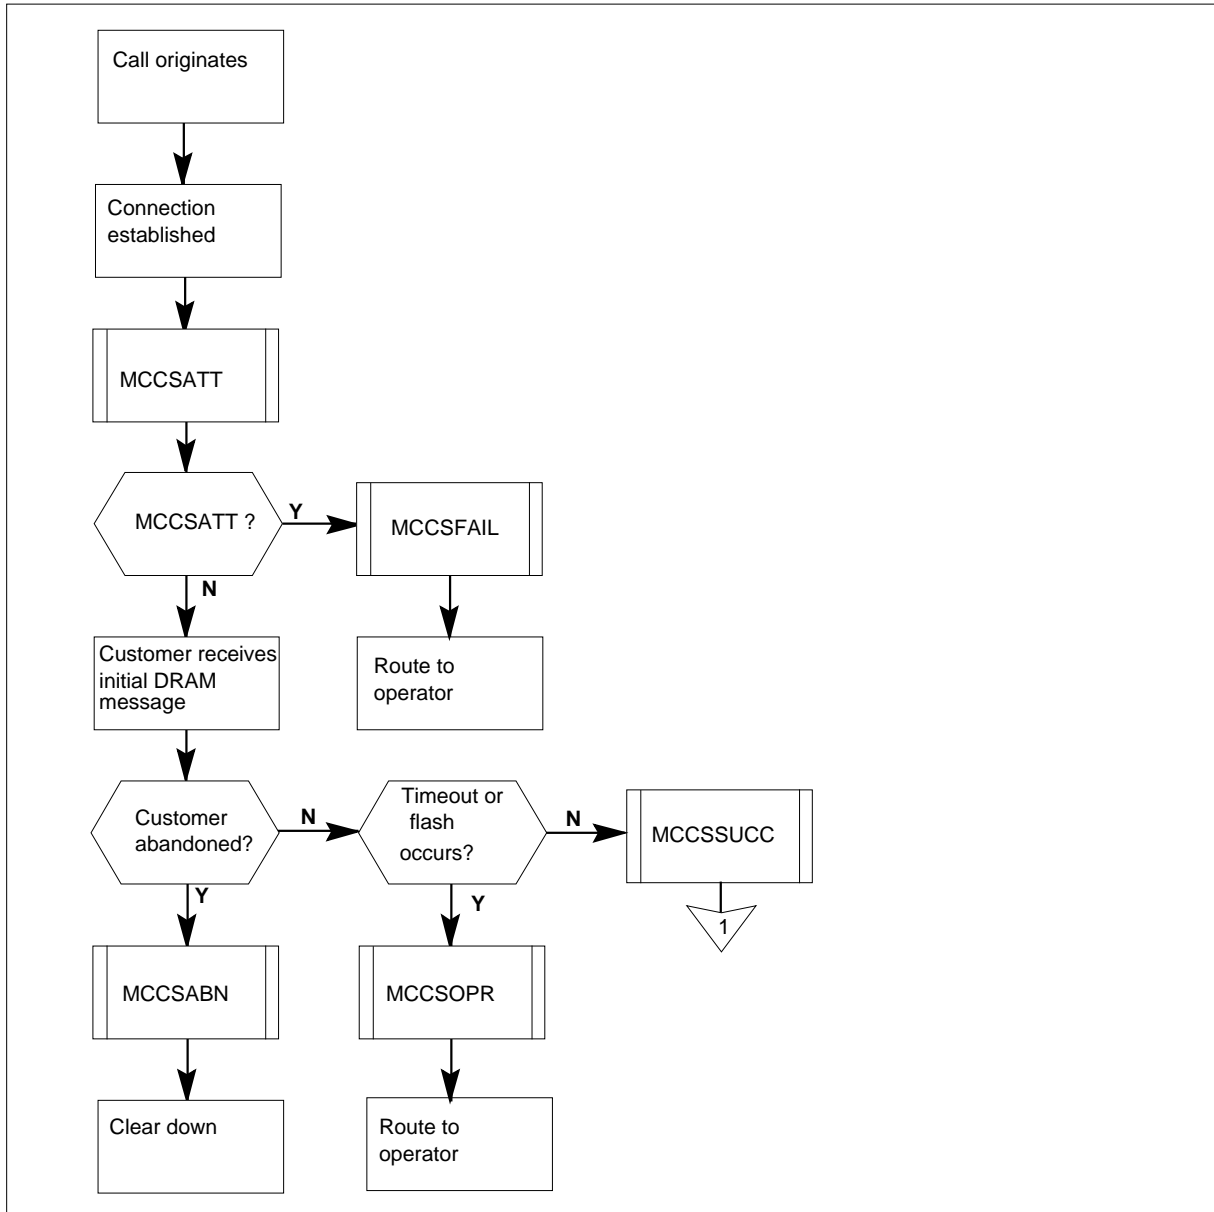 Call originates
Connection
established
MCCSATT
MCCSATT ?
Y
MCCSFAIL
N
Customer receives
initial DRAM
message
Route to
operator
Customer
abandoned?
N
Timeout or
flash
occurs?
N
MCCSSUCC
Y
Y
1
MCCSABN
MCCSOPR
Clear down
Route to
operator